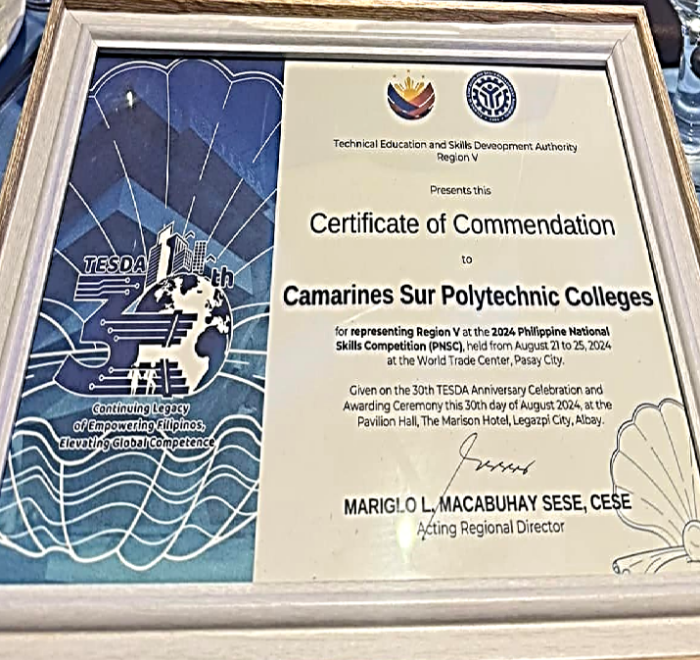 Technical Education and Skills Deveopment Authority
Region V
Presents this
Certificate of Commendation
to
Camarines Sur Polytechnic Colleges
for representing Region V at the 2024 Philippine National
Skills Competition (PNSC), held from August 21 to 25, 2024
at the World Trade Center, Pasay City.
Given on the 30th TESDA Anniversary Celebration and
Awarding Ceremony this 30th day of August 2024, at the
Pavilion Hall, The Marison Hotel, Legazpi City, Albay.
MARIGLO L. MACABUHAY SESE, CESE
Acting Regional Director
TESDA
30th
Continuing Legacy
of Empowering Filipinos,
Elevating Global Competence